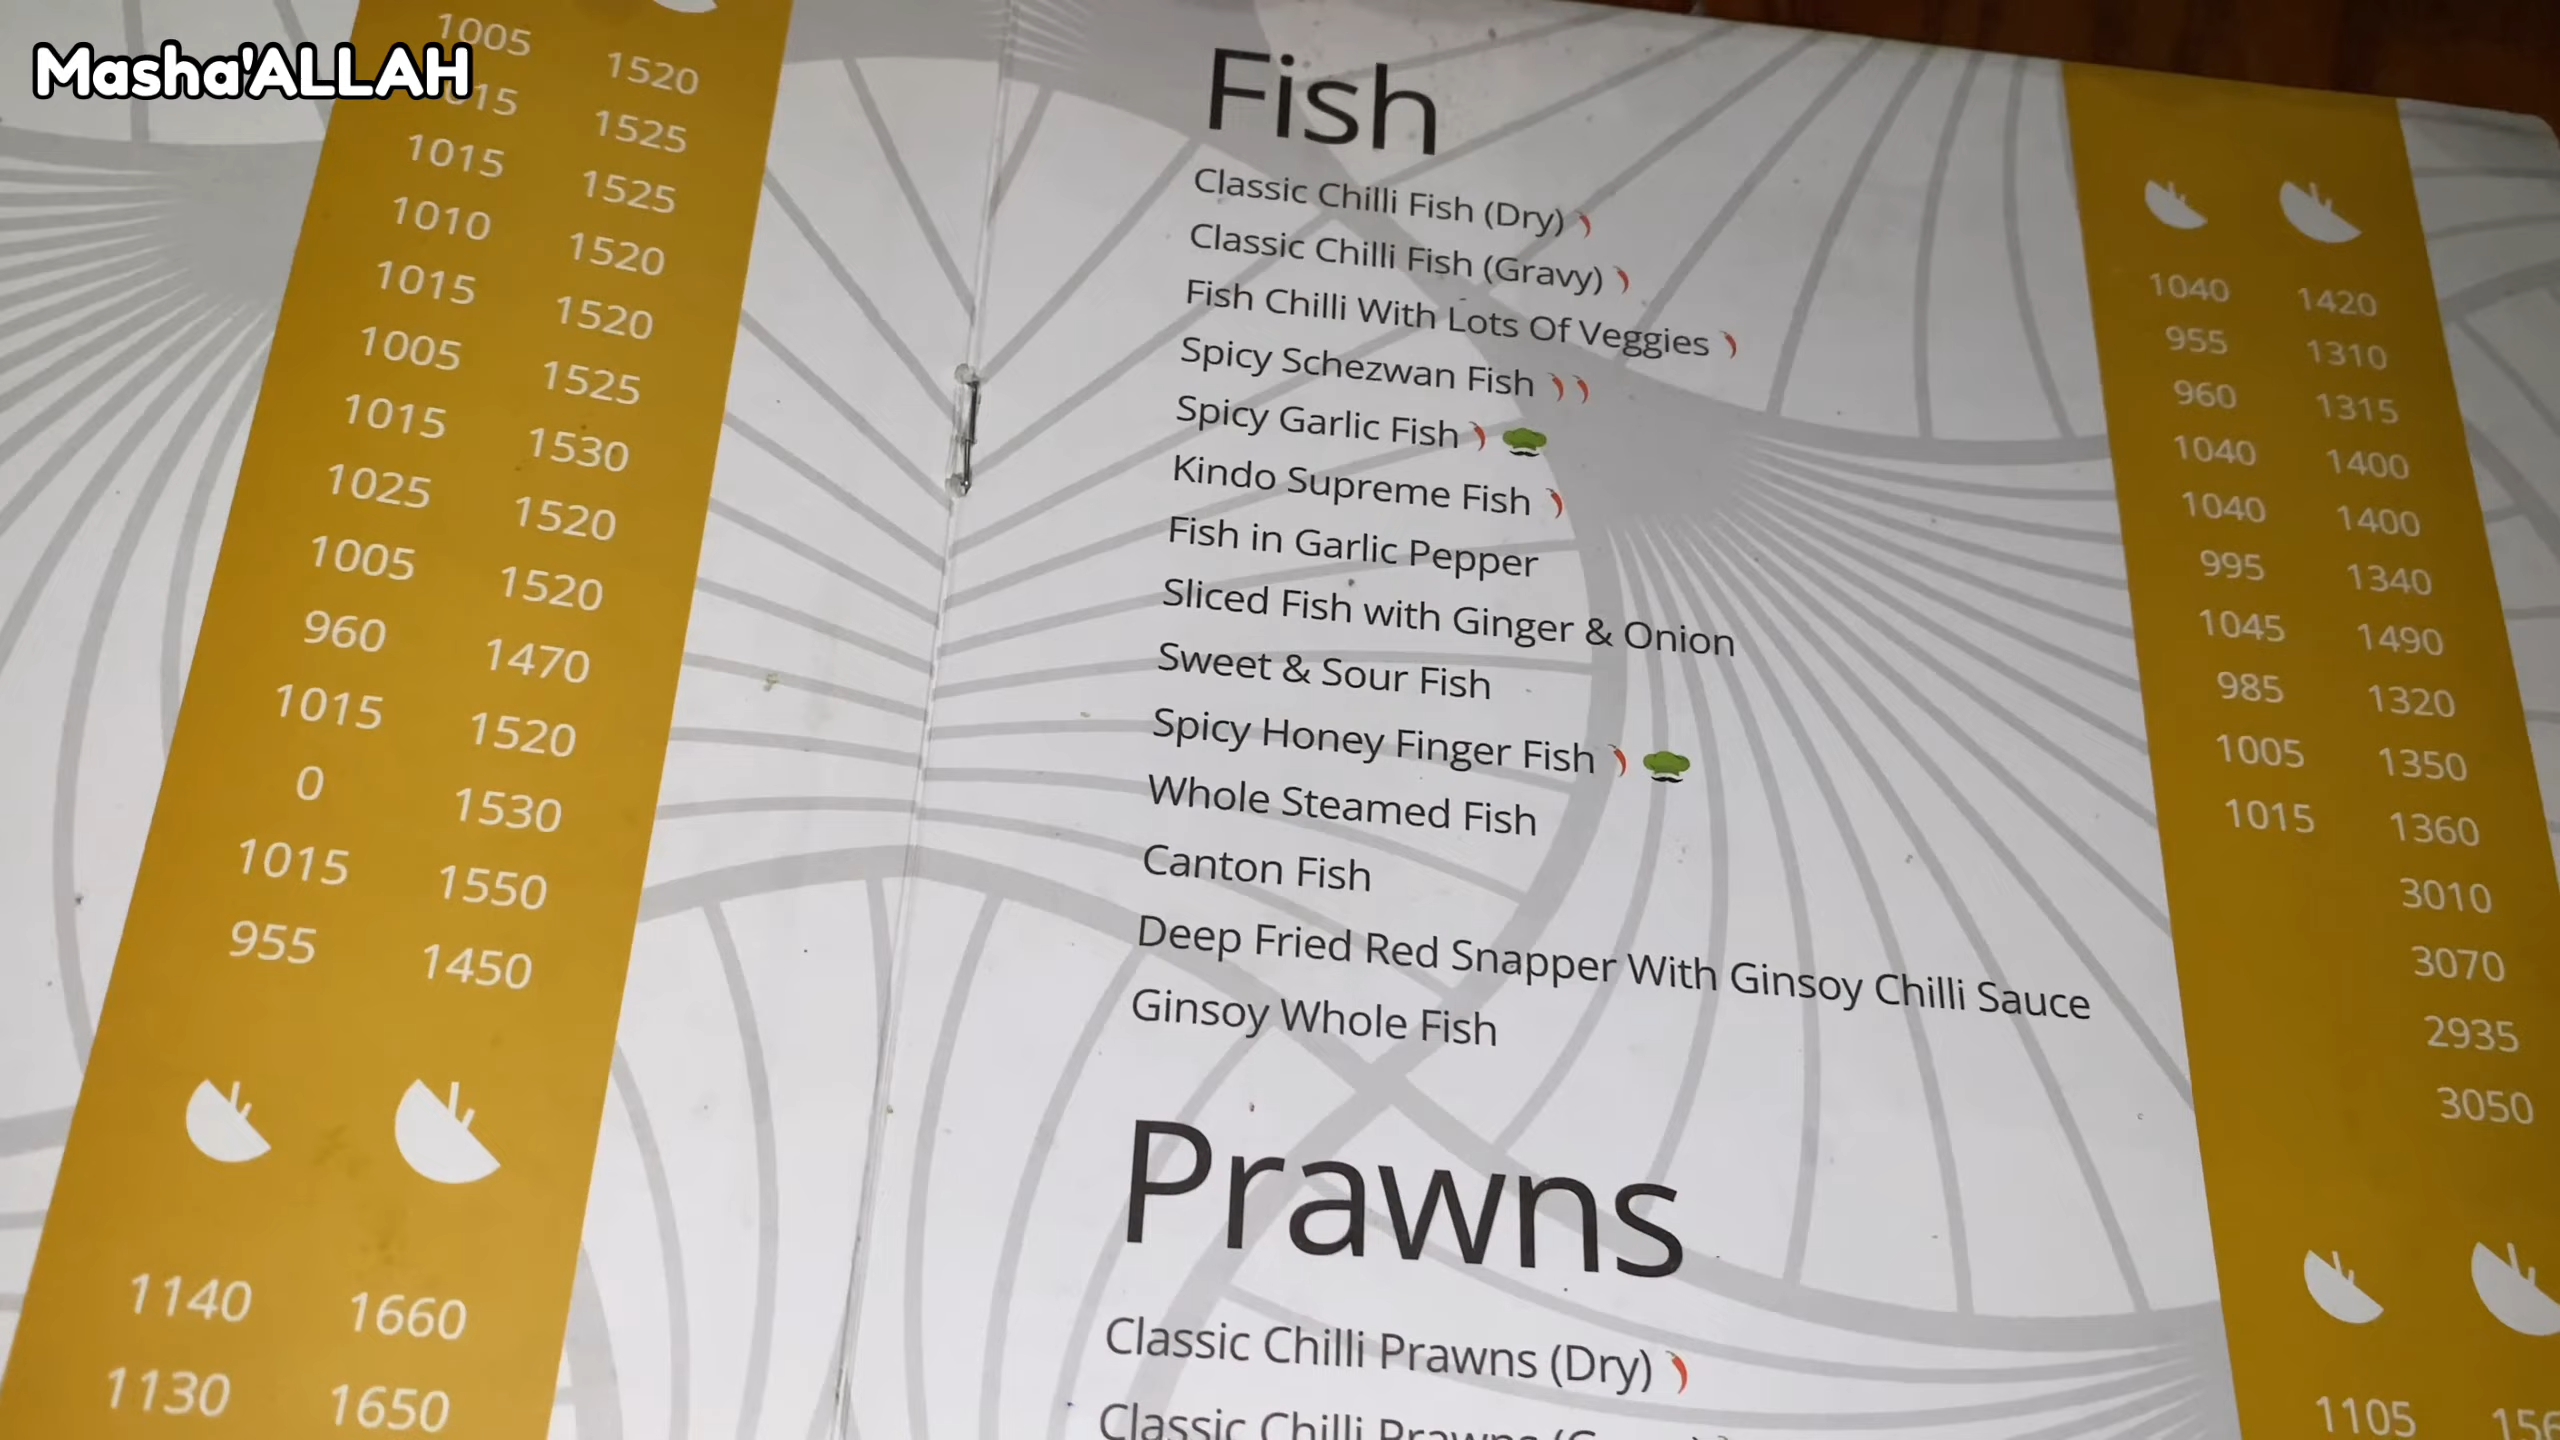 Masha'ALLAH
1005 1520
1525
1015 1525
1010 1520
1015 1520
1005 1525
1015 1530
1025 1520
1005 1520
960 1470
1015 1520
0 1530
1015 1550
955 1450
1140 1660
1130 1650
Fish
Classic Chilli Fish (Dry) 1040 1420
Classic Chilli Fish (Gravy) 955 1310
Fish Chilli With Lots Of Veggies 960 1315
Spicy Schezwan Fish 1040 1400
Spicy Garlic Fish 1040 1400
Kindo Supreme Fish 995 1340
Fish in Garlic Pepper 1045 1490
Sliced Fish with Ginger & Onion 985 1320
Sweet & Sour Fish 1005 1350
Spicy Honey Finger Fish 1015 1360
Whole Steamed Fish 3010
Canton Fish 3070
Deep Fried Red Snapper With Ginsoy Chilli Sauce 2935
Ginsoy Whole Fish 3050
Prawns
Classic Chilli Prawns (Dry) 1105
Classic Chilli Prawns